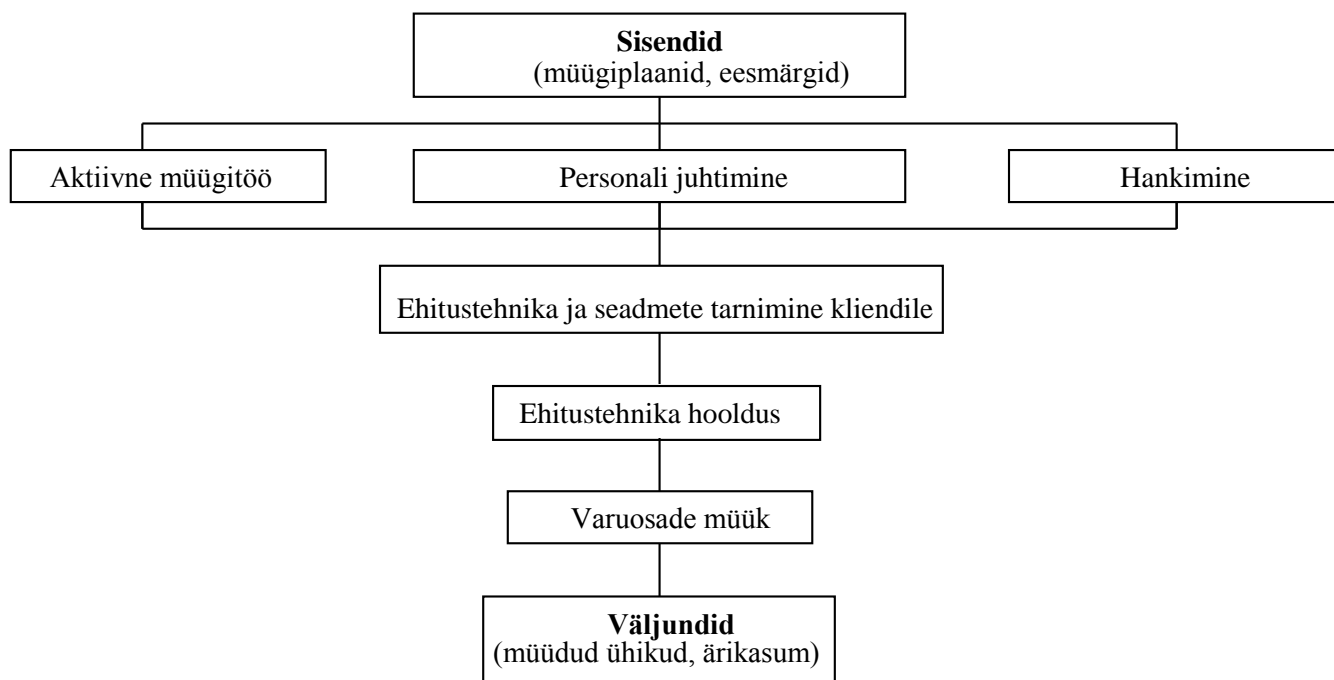 Sisendid
(müügiplaanid, eesmärgid)
Aktiivne müügitöö
Personali juhtimine
Hankimine
Ehitustehnika ja seadmete tarnimine kliendile
Ehitustehnika hooldus
Varuosade müük
Väljundid
(müüdud ühikud, ärikasum)